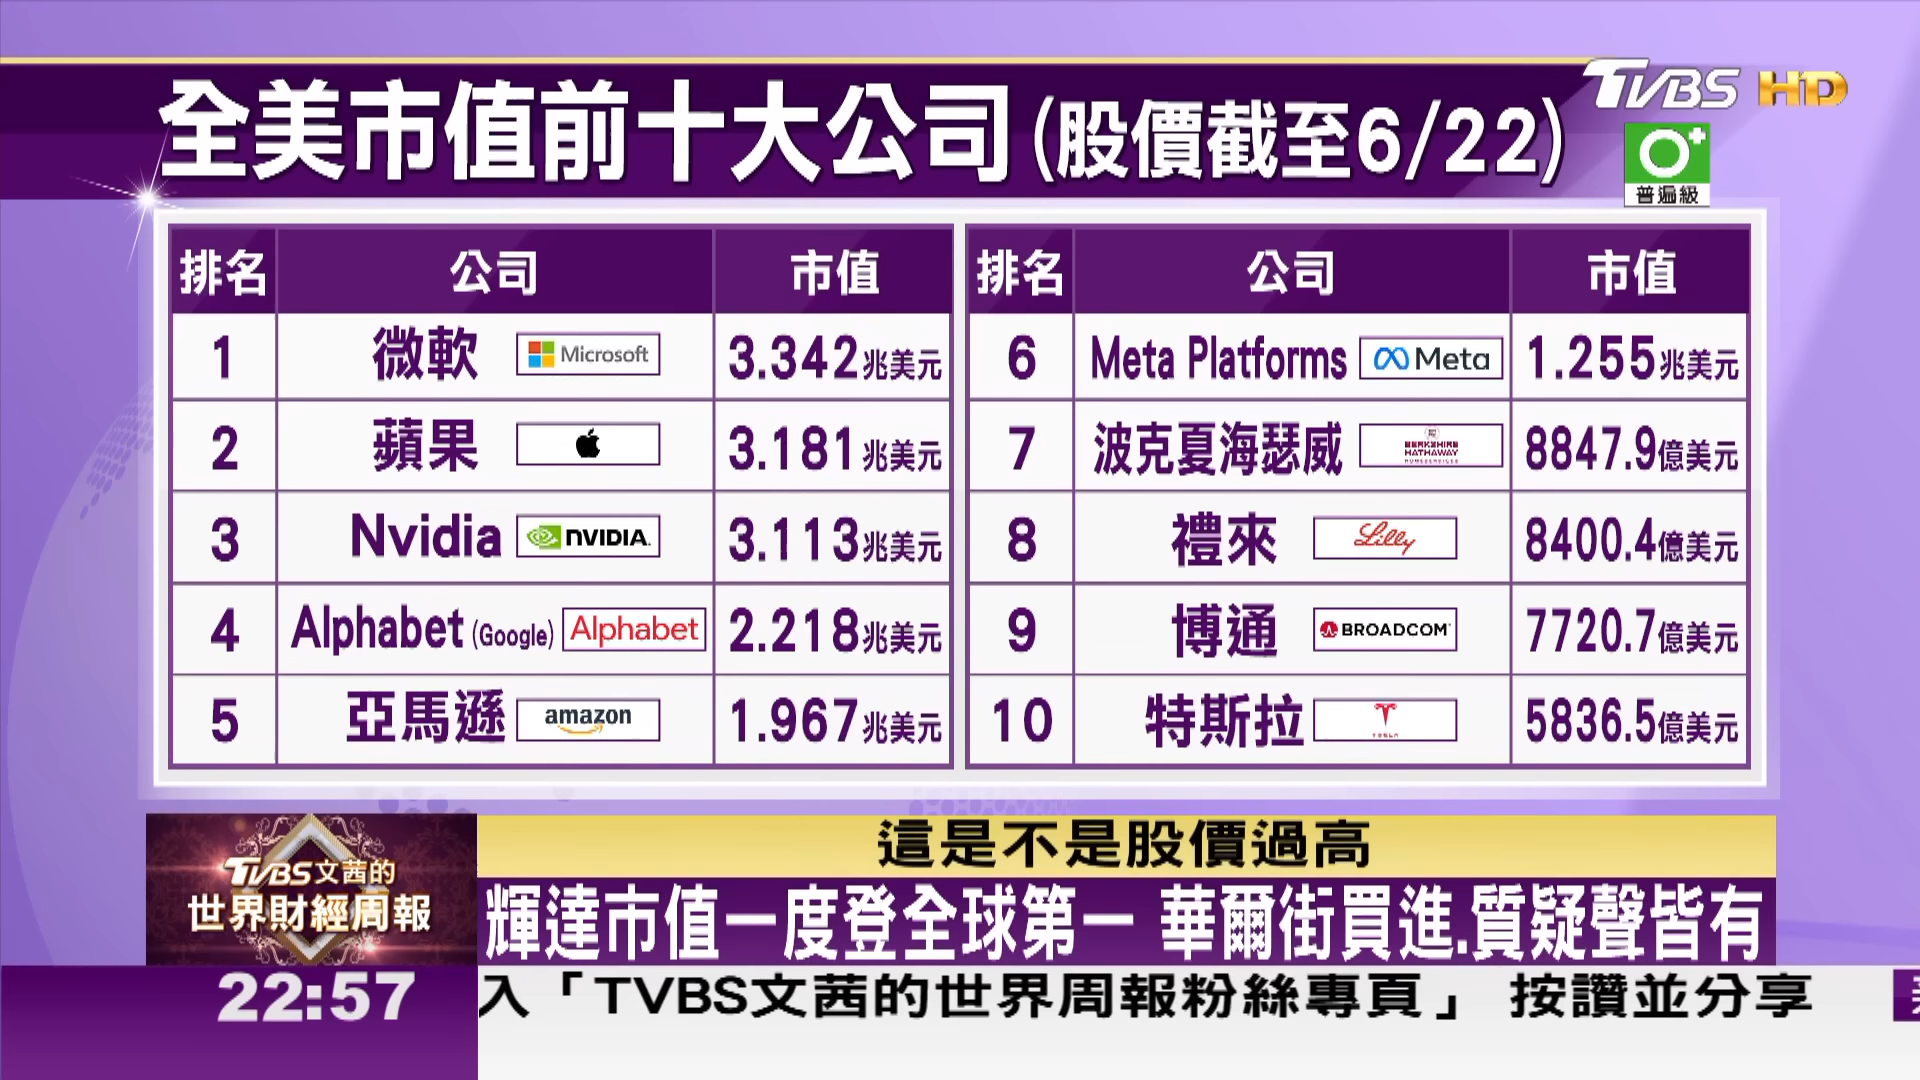 全美市值前十大公司(股價截至6/22)
TVBS HD
普遍級
排名 公司 市值
1 微軟 Microsoft 3.342兆美元
2 蘋果 3.181兆美元
3 Nvidia NVIDIA. 3.113兆美元
4 Alphabet (Google) Alphabet 2.218兆美元
5 亞馬遜 amazon 1.967兆美元
排名 公司 市值
6 Meta Platforms Meta 1.255兆美元
7 波克夏海瑟威 BERKSHIRE HATHAWAY HOMESERVICES 8847.9億美元
8 禮來 Lilly 8400.4億美元
9 博通 BROADCOM 7720.7億美元
10 特斯拉 TESLA 5836.5億美元
這是不是股價過高
TVBS文茜的
世界財經周報
輝達市值一度登全球第一 華爾街買進.質疑聲皆有
22:57
入「TVBS文茜的世界周報粉絲專頁」 按讚並分享